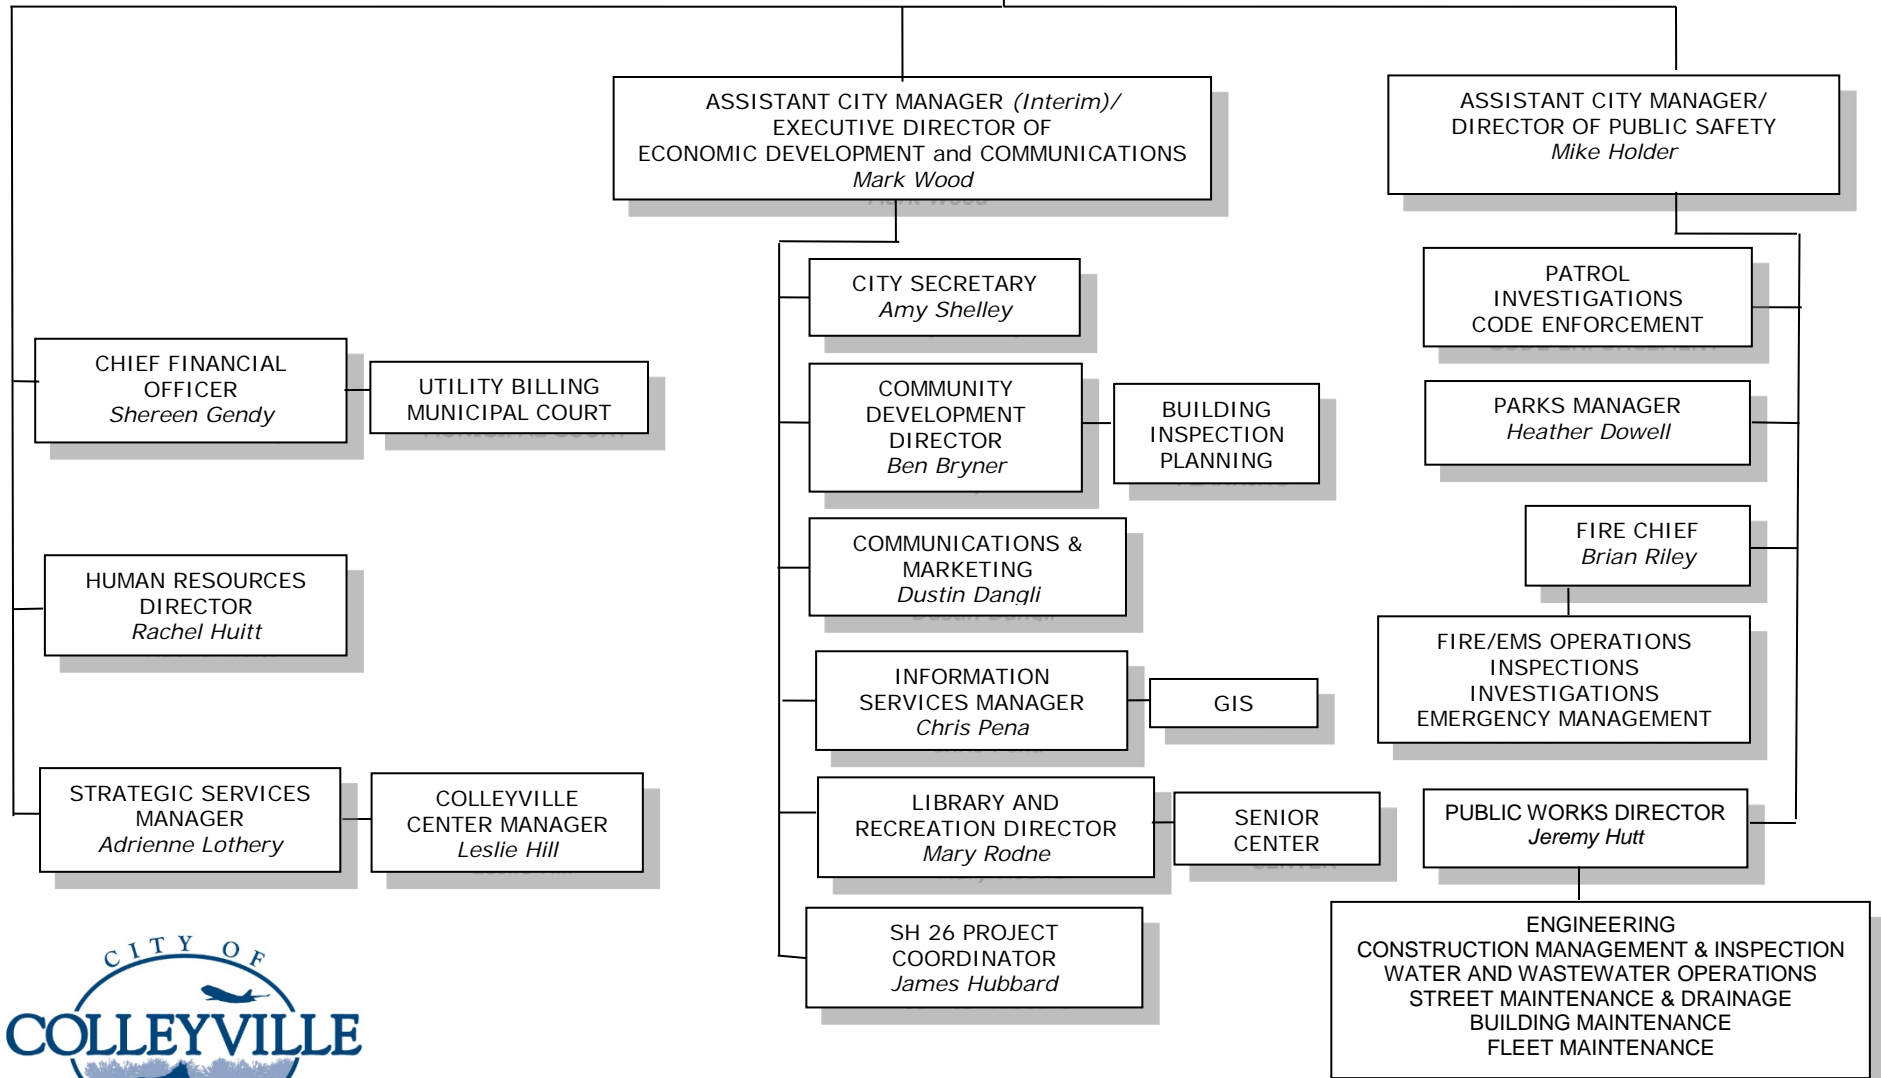 ASSISTANT CITY MANAGER (Interim)/
EXECUTIVE DIRECTOR OF
ECONOMIC DEVELOPMENT and COMMUNICATIONS
Mark Wood
ASSISTANT CITY MANAGER/
DIRECTOR OF PUBLIC SAFETY
Mike Holder
CHIEF FINANCIAL
OFFICER
Shereen Gendy
UTILITY BILLING
MUNICIPAL COURT
HUMAN RESOURCES
DIRECTOR
Rachel Huitt
STRATEGIC SERVICES
MANAGER
Adrienne Lothery
COLLEYVILLE
CENTER MANAGER
Leslie Hill
CITY SECRETARY
Amy Shelley
COMMUNITY
DEVELOPMENT
DIRECTOR
Ben Bryner
BUILDING
INSPECTION
PLANNING
COMMUNICATIONS &
MARKETING
Dustin Dangli
INFORMATION
SERVICES MANAGER
Chris Pena
GIS
LIBRARY AND
RECREATION DIRECTOR
Mary Rodne
SENIOR
CENTER
SH 26 PROJECT
COORDINATOR
James Hubbard
PATROL
INVESTIGATIONS
CODE ENFORCEMENT
PARKS MANAGER
Heather Dowell
FIRE CHIEF
Brian Riley
FIRE/EMS OPERATIONS
INSPECTIONS
INVESTIGATIONS
EMERGENCY MANAGEMENT
PUBLIC WORKS DIRECTOR
Jeremy Hutt
ENGINEERING
CONSTRUCTION MANAGEMENT & INSPECTION
WATER AND WASTEWATER OPERATIONS
STREET MAINTENANCE & DRAINAGE
BUILDING MAINTENANCE
FLEET MAINTENANCE
CITY OF
COLLEYVILLE